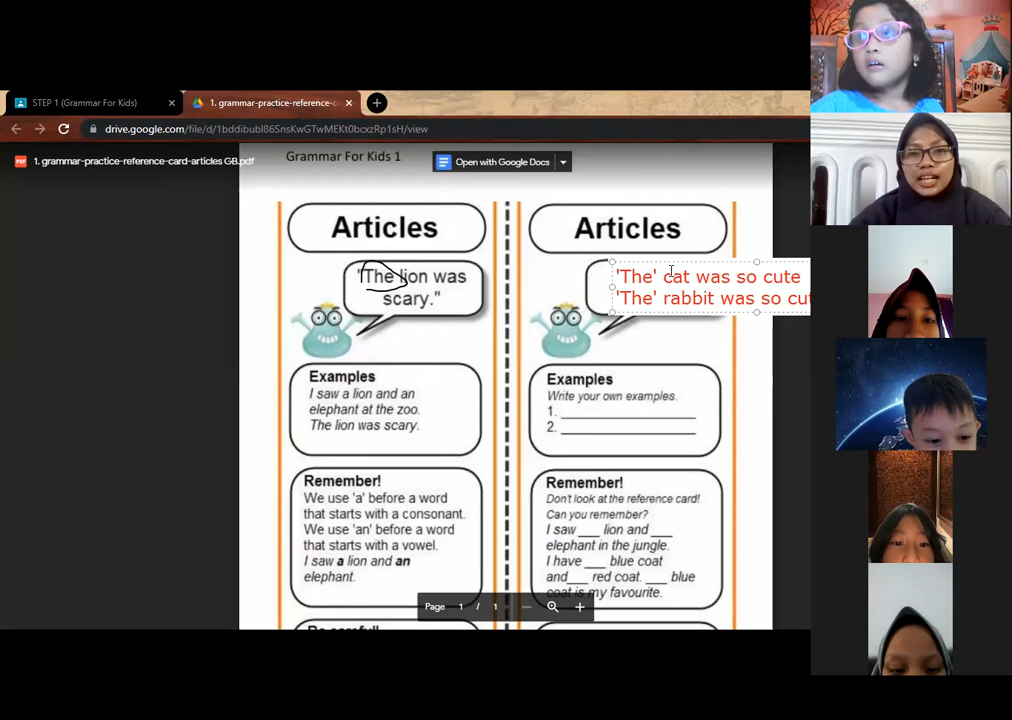 STEP 1 (Grammar For Kids)
1. grammar-practice-reference-c
drive.google.com/file/d/1bddibubI86SnsKwGTwMEKt0bcxzRp1sH/view
1. grammar-practice-reference-card-articles GB.pdf
Grammar For Kids 1
Open with Google Docs
Articles
"The lion was
scary."
Examples
I saw a lion and an
elephant at the zoo.
The lion was scary.
Remember!
We use 'a' before a word
that starts with a consonant.
We use 'an' before a word
that starts with a vowel.
I saw a lion and an
elephant.
Articles
'The' cat was so cute
'The' rabbit was so cut
Examples
Write your own examples.
1. ________________
2. ________________
Remember!
Don't look at the reference card!
Can you remember?
I saw ___ lion and ___
elephant in the jungle.
I have ___ blue coat
and___ red coat. ___ blue
coat is my favourite.
Page 1 / 1